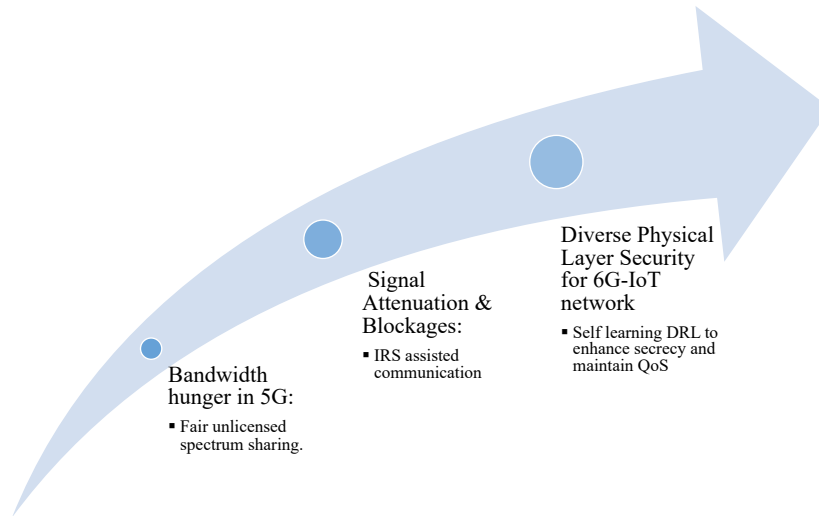 Bandwidth
hunger in 5G:
▪ Fair unlicensed
spectrum sharing.
Signal
Attenuation &
Blockages:
▪ IRS assisted
communication
Diverse Physical
Layer Security
for 6G-IoT
network
▪ Self learning DRL to
enhance secrecy and
maintain QoS